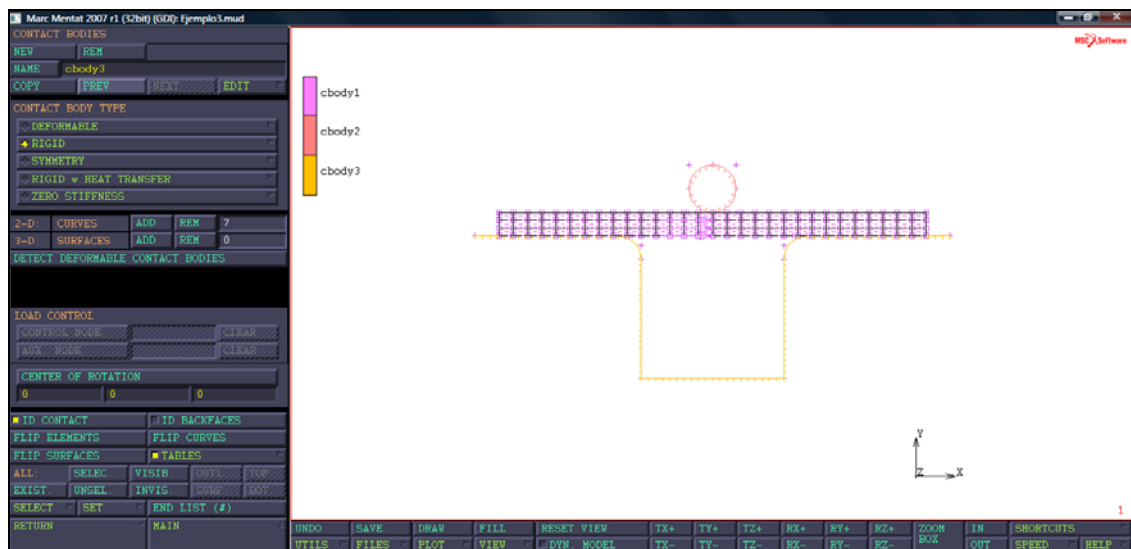 Marc Mentat 2007 r1 (32bit) (GDI): Ejemplo3.mud
CONTACT BODIES
NEW REM
NAME cbody3
COPY PREV NEXT EDIT
CONTACT BODY TYPE
DEFORMABLE
RIGID
SYMMETRY
RIGID w HEAT TRANSFER
ZERO STIFFNESS
2-D: CURVES ADD REM 7
3-D: SURFACES ADD REM 0
DETECT DEFORMABLE CONTACT BODIES
LOAD CONTROL
CONTROL NODE CLEAR
AUX. NODE CLEAR
CENTER OF ROTATION
0 0 0
ID CONTACT ID BACKFACES
FLIP ELEMENTS FLIP CURVES
FLIP SURFACES TABLES
ALL: SELEC. VISIB. OUTL TOP
EXIST. UNSEL. INVIS. SURF BOT
SELECT SET END LIST (#)
RETURN MAIN
cbody1
cbody2
cbody3
MSC Software
Y
Z X
1
UNDO SAVE DRAW FILL RESET VIEW TX+ TY+ TZ+ RX+ RY+ RZ+ ZOOM BOX IN SHORTCUTS
UTILS FILES PLOT VIEW DYN. MODEL TX- TY- TZ- RX- RY- RZ- OUT SPEED HELP